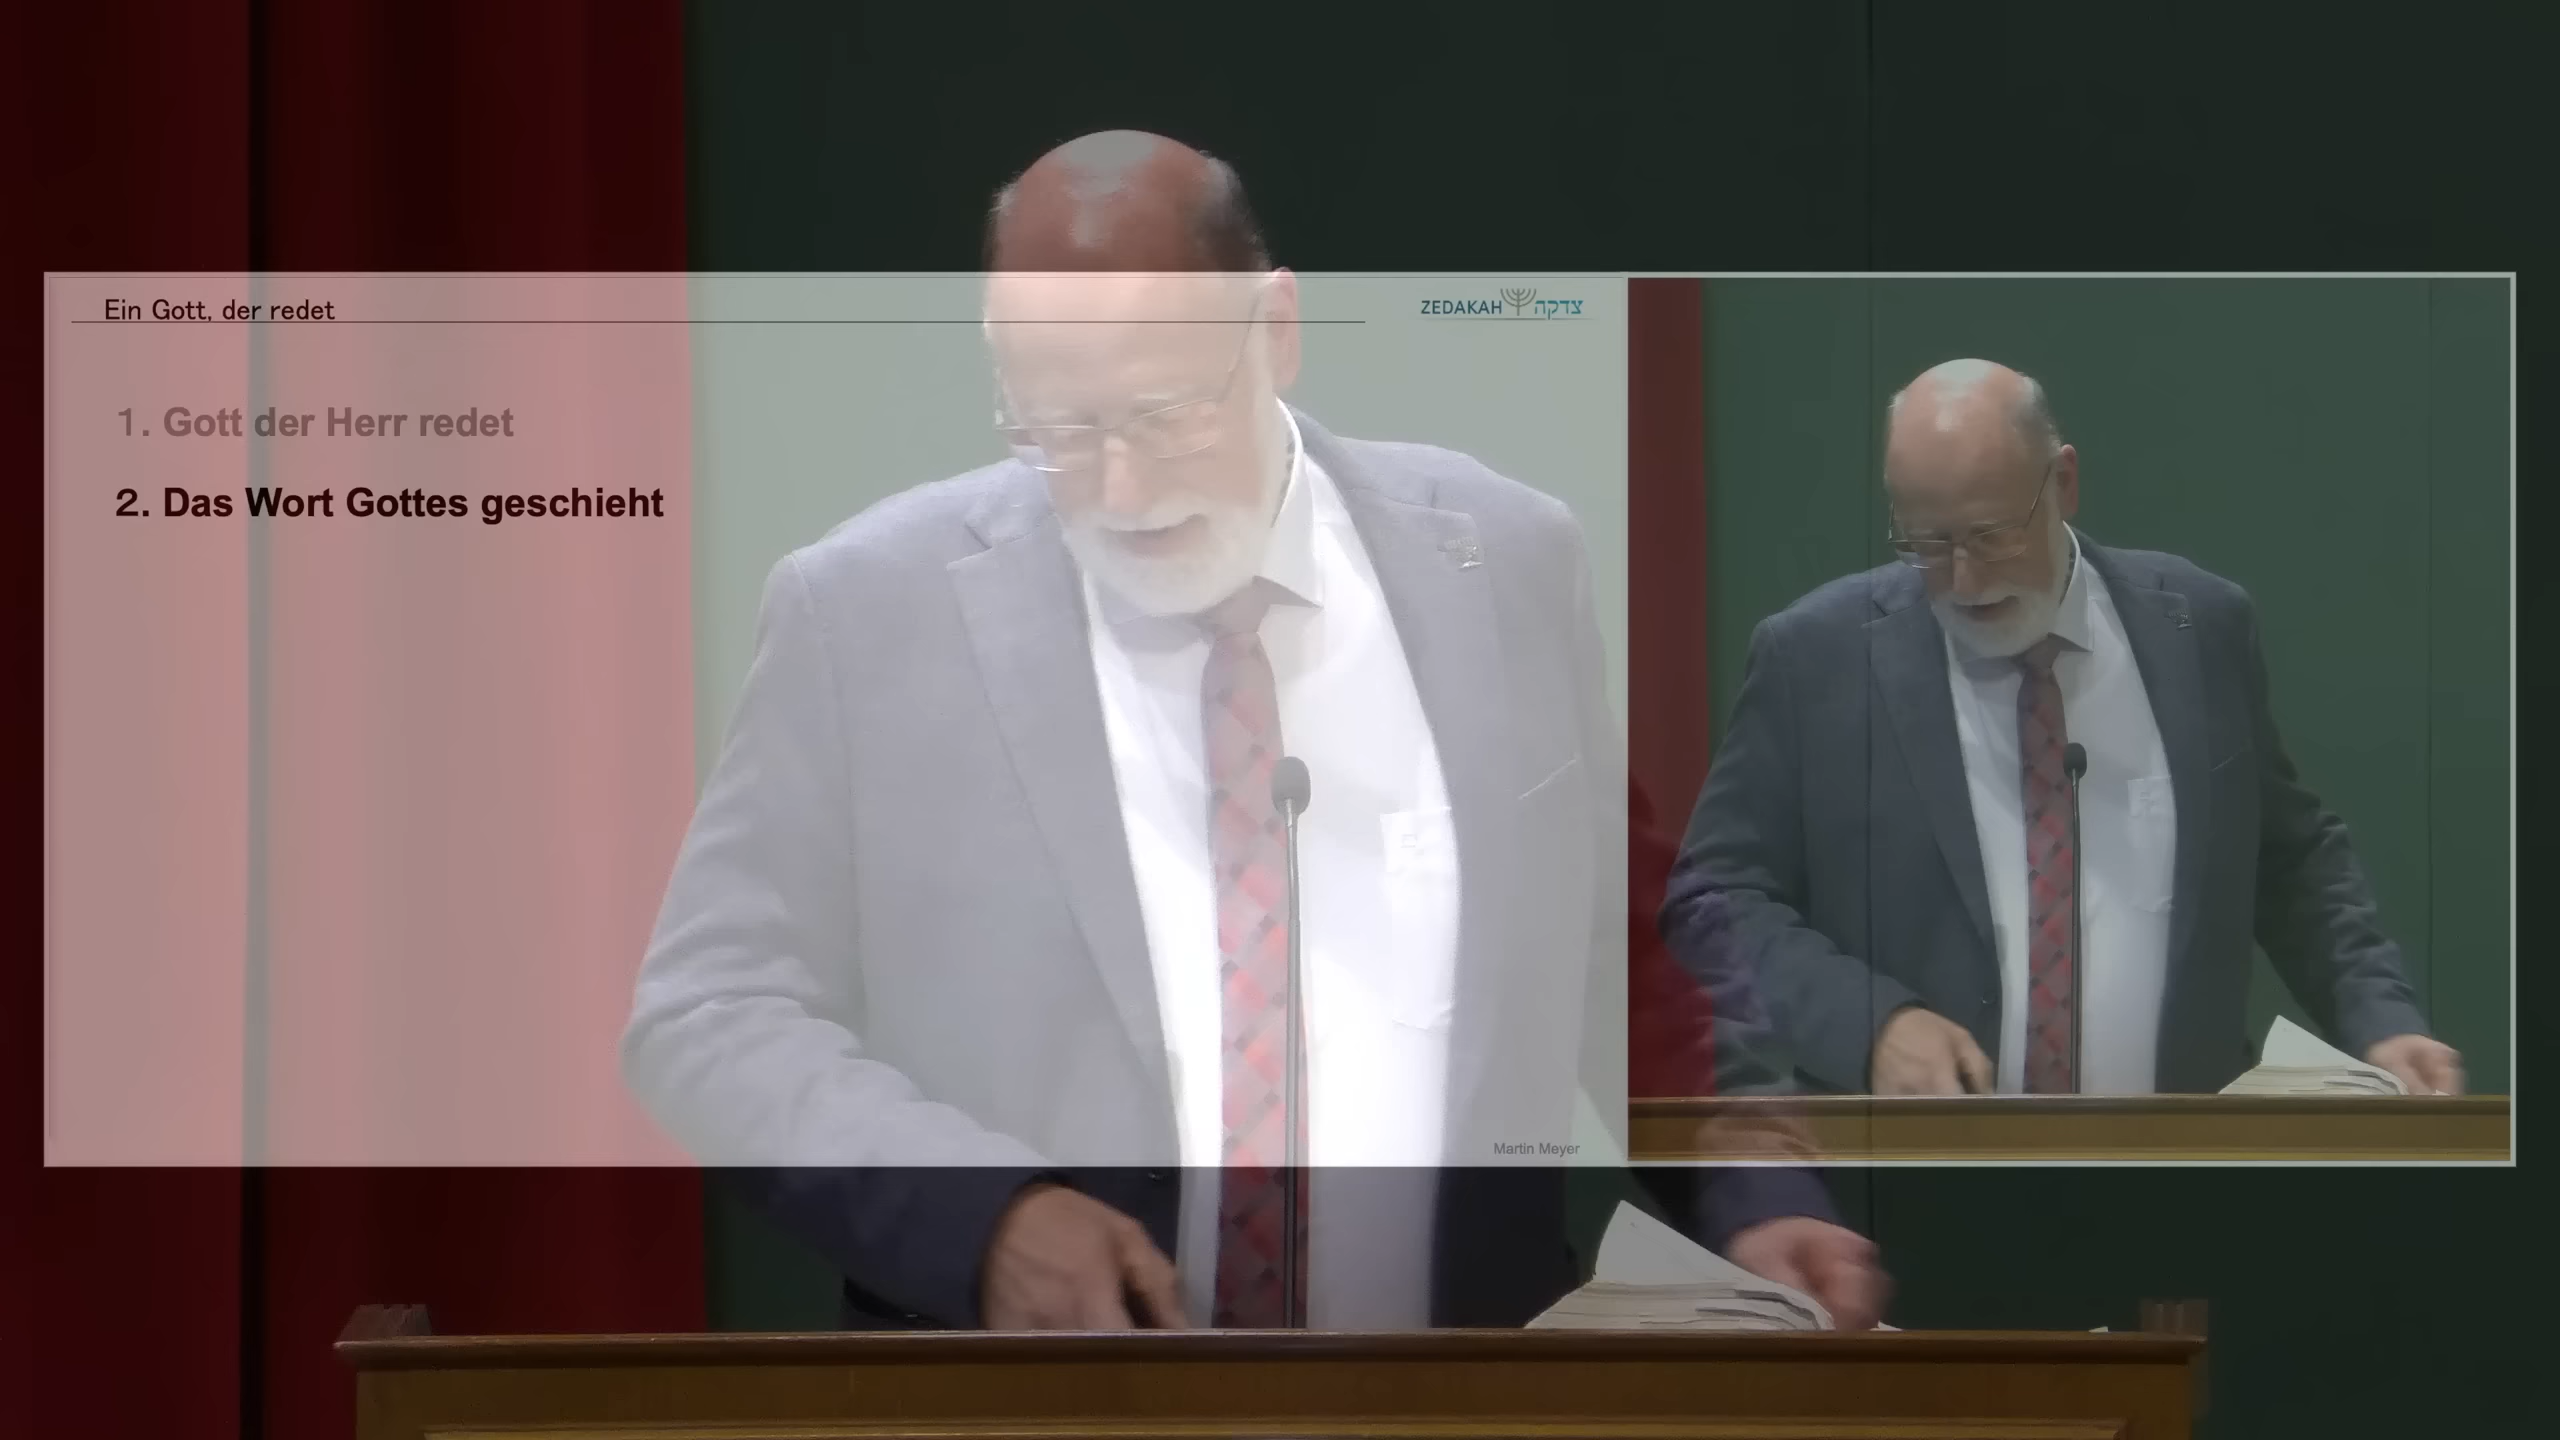 Ein Gott, der redet
ZEDAKAH צדקה
1. Gott der Herr redet
2. Das Wort Gottes geschieht
Martin Meyer